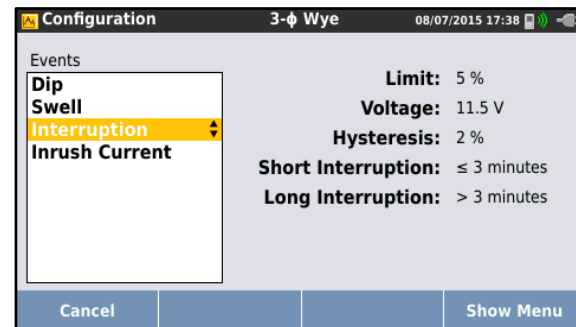 Configuration 3-ϕ Wye 08/07/2015 17:38
Events
Dip
Swell
Interruption
Inrush Current
Limit: 5 %
Voltage: 11.5 V
Hysteresis: 2 %
Short Interruption: ≤ 3 minutes
Long Interruption: > 3 minutes
Cancel Show Menu